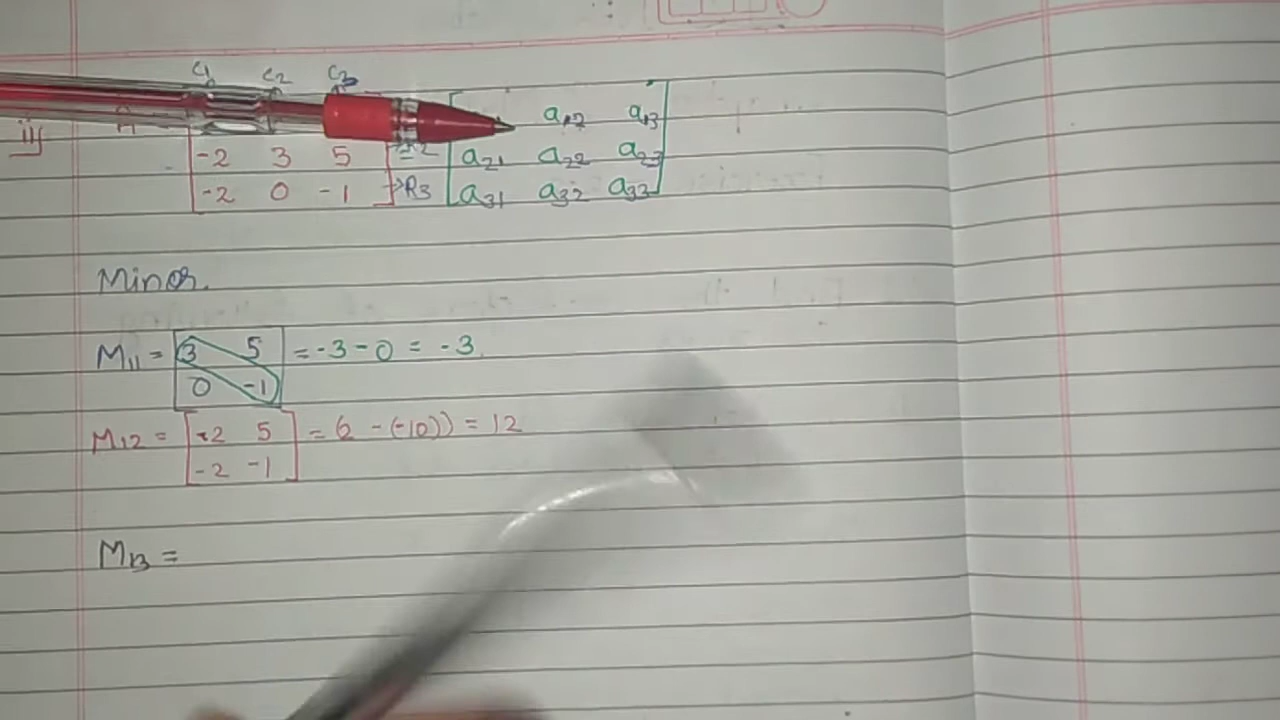 C1 C2 C3
ii) a12 a13
-2 3 5 a21 a22 a23
-2 0 -1 →R3 a31 a32 a33
Minor.
M11 = 3 5 = -3 - 0 = -3
0 -1
M12 = -2 5 = 2 - (-10)) = 12
-2 -1
M13 =